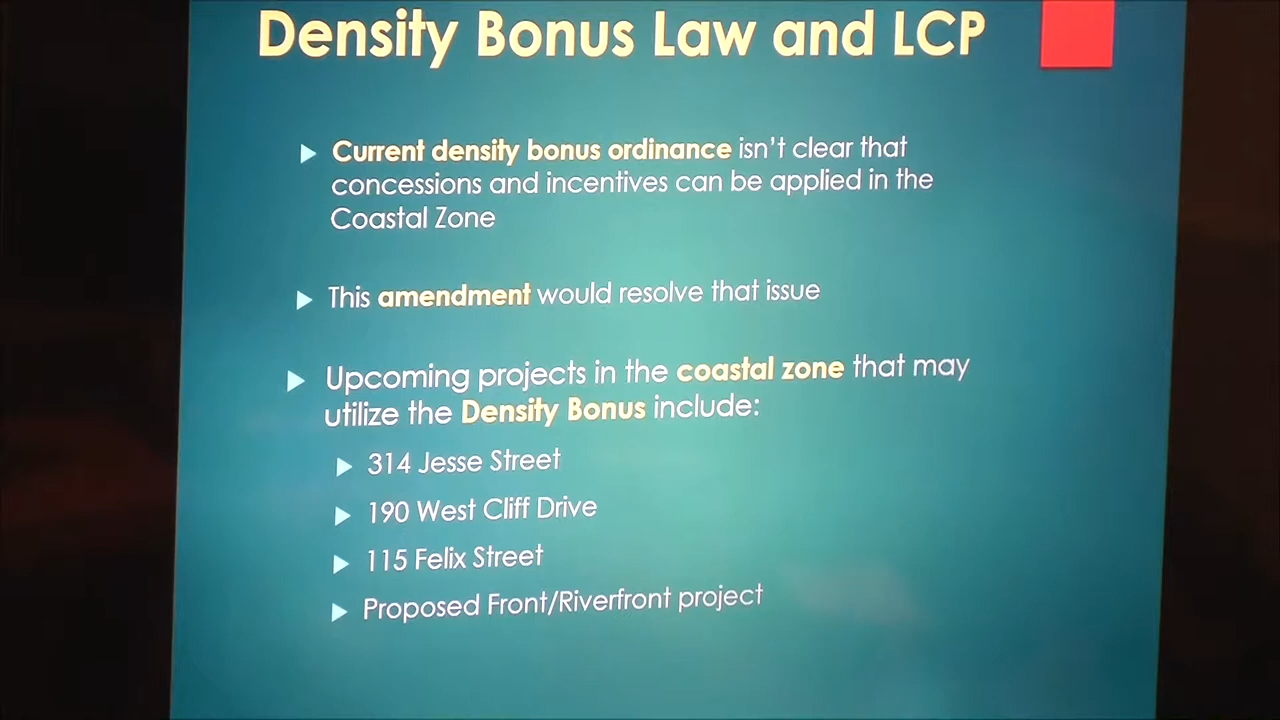 Density Bonus Law and LCP
Current density bonus ordinance isn't clear that
concessions and incentives can be applied in the
Coastal Zone
This amendment would resolve that issue
Upcoming projects in the coastal zone that may
utilize the Density Bonus include:
314 Jesse Street
190 West Cliff Drive
115 Felix Street
Proposed Front/Riverfront project